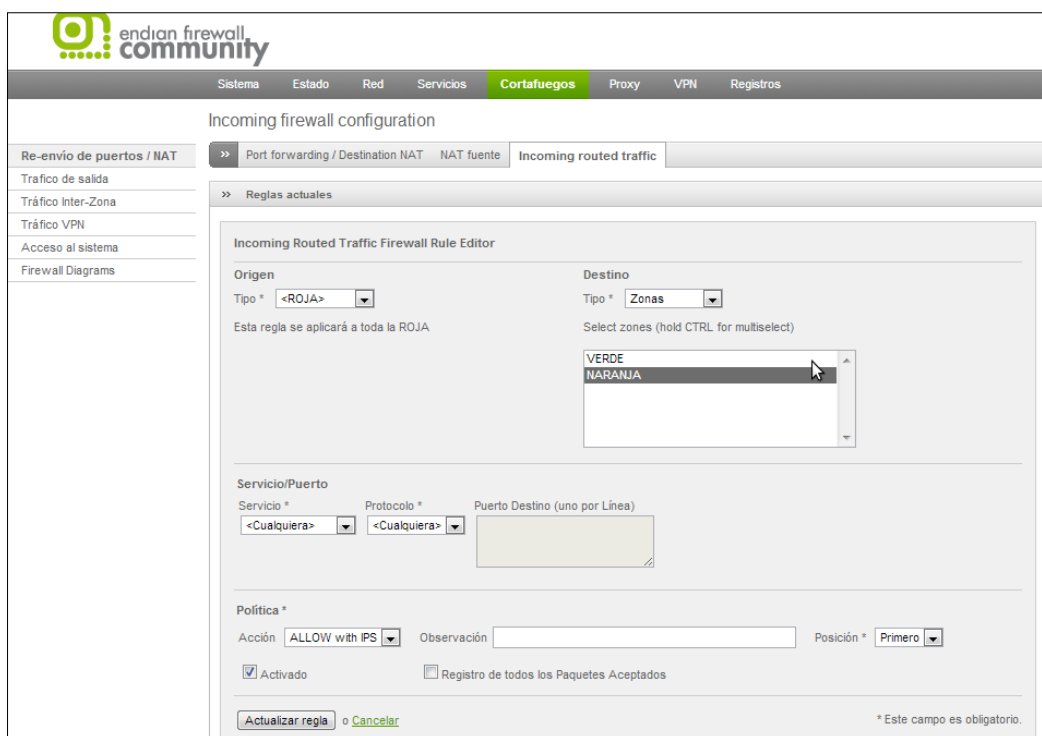 endian firewall
community
Sistema Estado Red Servicios Cortafuegos Proxy VPN Registros
Incoming firewall configuration
Re-envío de puertos / NAT
Trafico de salida
Tráfico Inter-Zona
Tráfico VPN
Acceso al sistema
Firewall Diagrams
>> Port forwarding / Destination NAT NAT fuente Incoming routed traffic
>> Reglas actuales
Incoming Routed Traffic Firewall Rule Editor
Origen Destino
Tipo * <ROJA> Tipo * Zonas
Esta regla se aplicará a toda la ROJA Select zones (hold CTRL for multiselect)
VERDE
NARANJA
Servicio/Puerto
Servicio * Protocolo * Puerto Destino (uno por Línea)
<Cualquiera> <Cualquiera>
Política *
Acción ALLOW with IPS Observación Posición * Primero
Activado Registro de todos los Paquetes Aceptados
Actualizar regla o Cancelar * Este campo es obligatorio.